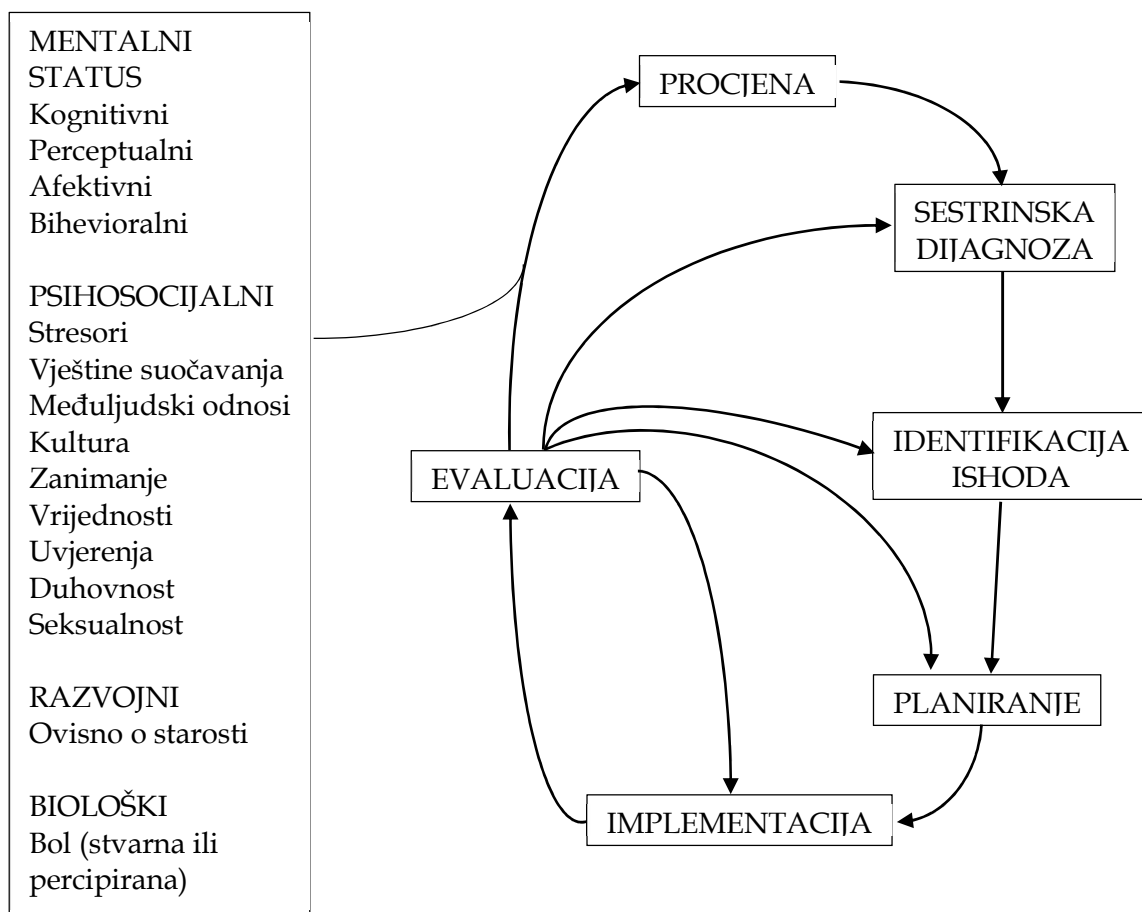 MENTALNI
STATUS
Kognitivni
Perceptualni
Afektivni
Bihevioralni
PSIHOSOCIJALNI
Stresori
Vještine suočavanja
Međuljudski odnosi
Kultura
Zanimanje
Vrijednosti
Uvjerenja
Duhovnost
Seksualnost
RAZVOJNI
Ovisno o starosti
BIOLOŠKI
Bol (stvarna ili
percipirana)
PROCJENA
SESTRINSKA
DIJAGNOZA
IDENTIFIKACIJA
ISHODA
EVALUACIJA
PLANIRANJE
IMPLEMENTACIJA